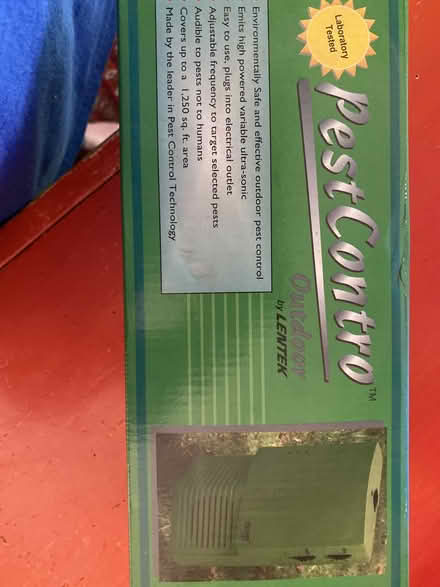 Laboratory
Tested
PestContro™
Outdoor
by LENTEK
Environmentally Safe and effective outdoor pest control
Emits high powered variable ultra-sonic
Easy to use, plugs into electrical outlet
Adjustable frequency to target selected pests
Audible to pests not to humans
Covers up to a 1,250 sq. ft. area
Made by the leader in Pest Control Technology